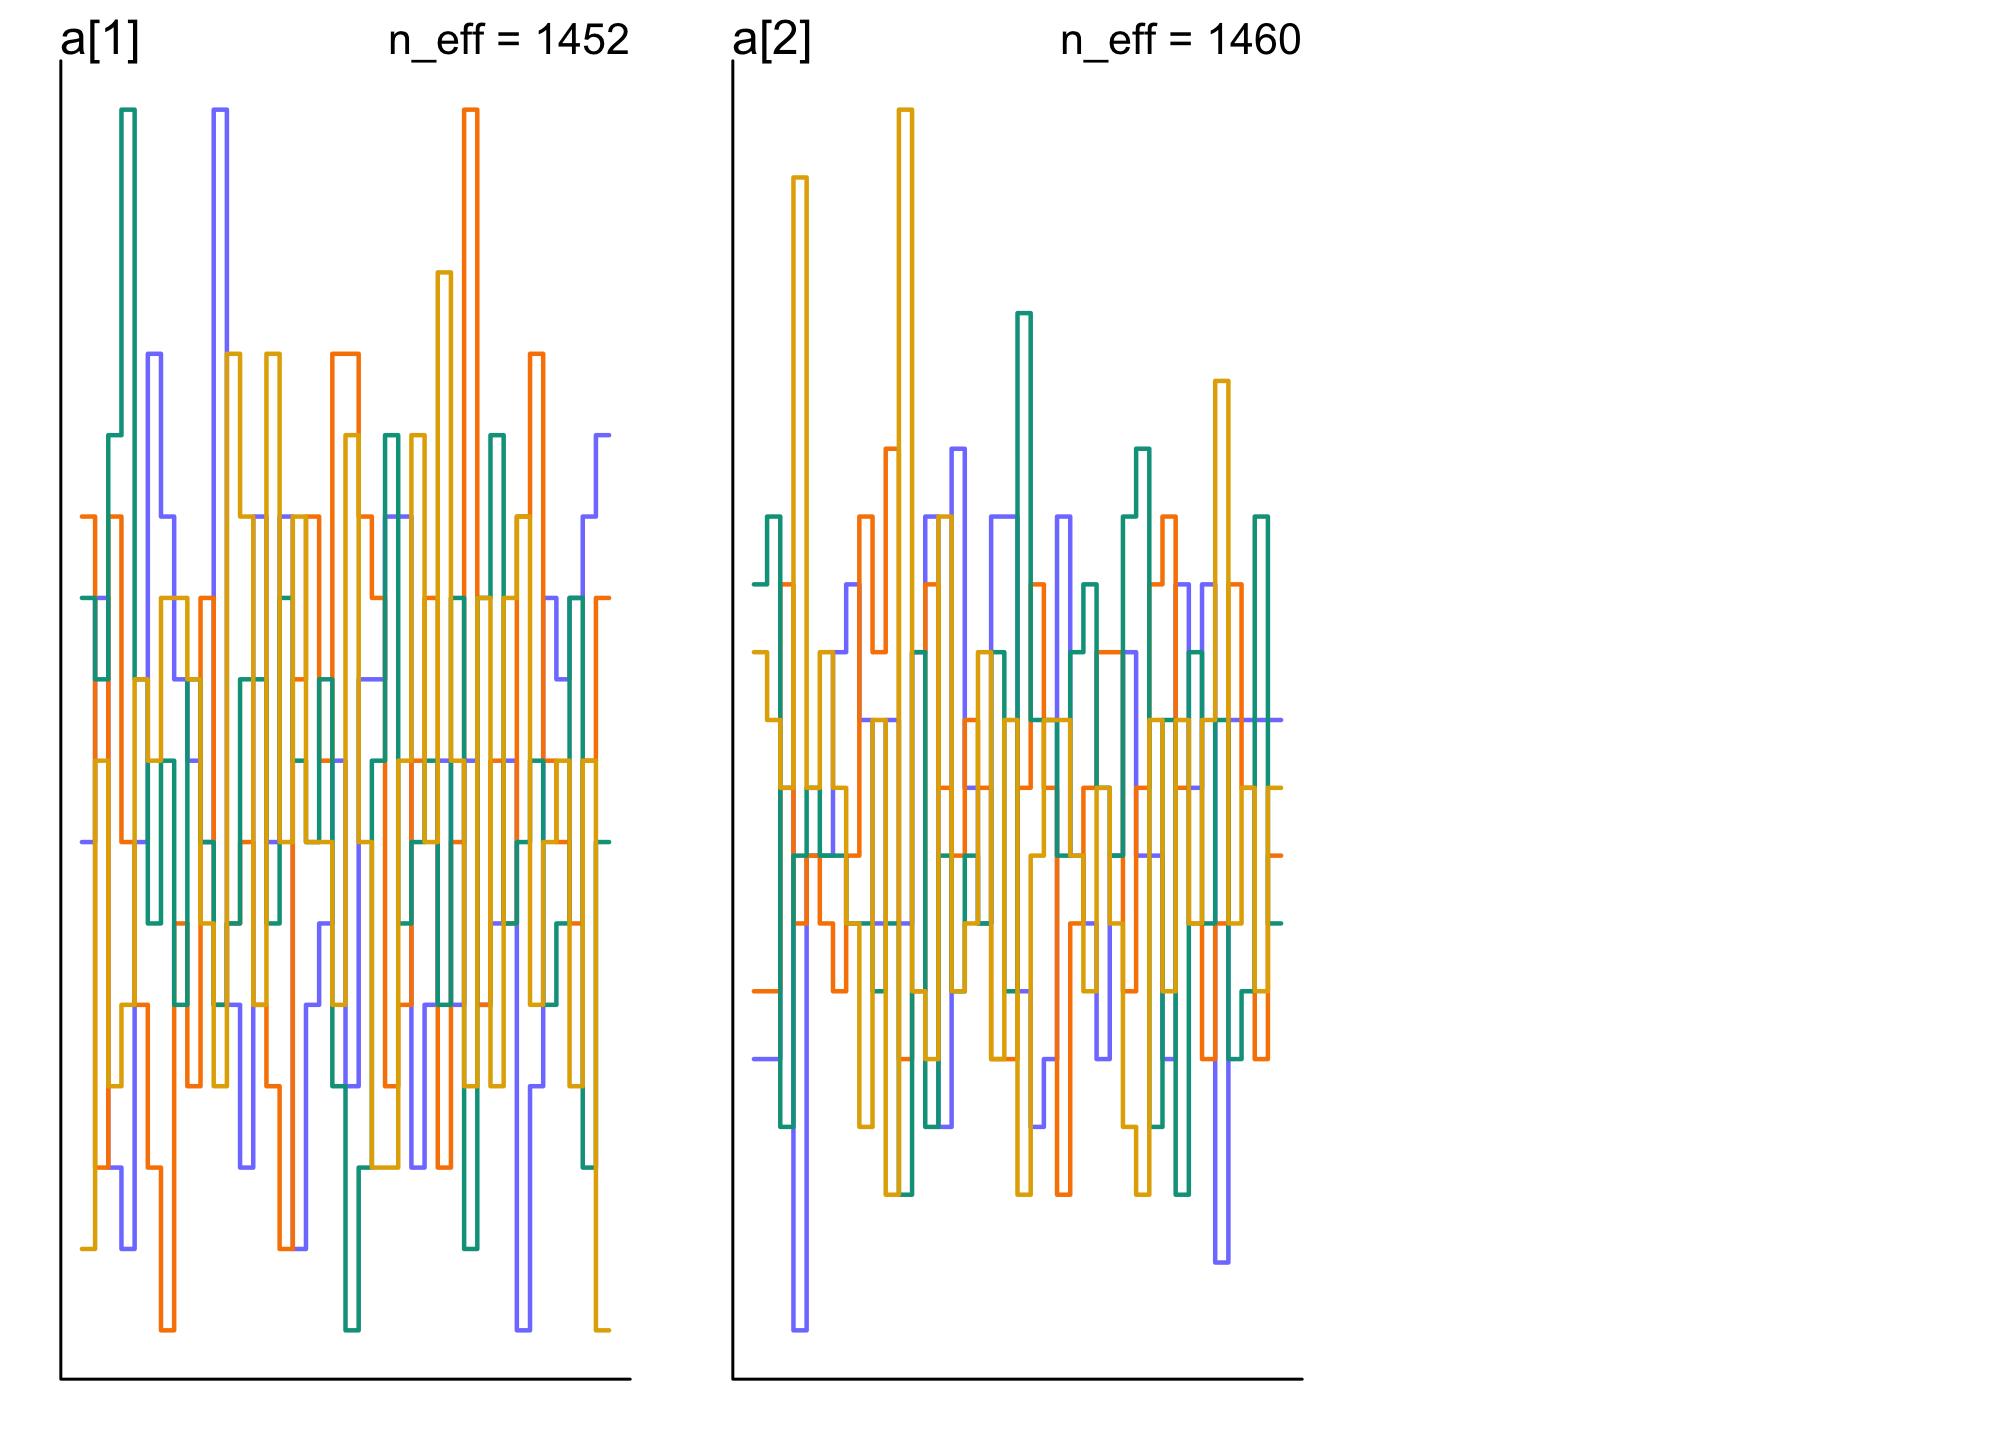 a[1] n_eff = 1452
a[2] n_eff = 1460